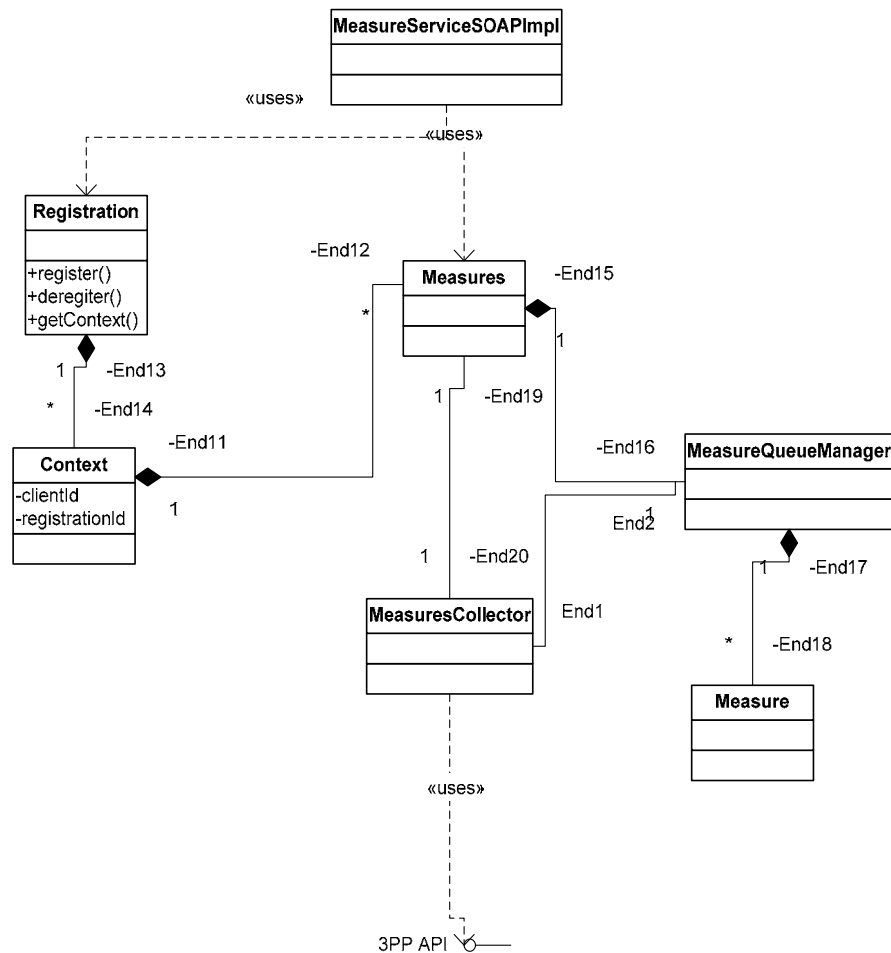 MeasureServiceSOAPImpl
«uses»
«uses»
Registration
+register()
+deregiter()
+getContext()
-End12
*
Measures
-End15
1
1
-End13
*
-End14
1
-End19
-End11
1
Context
-clientId
-registrationId
-End16
MeasureQueueManager
1
End2
1
-End20
1
-End17
MeasuresCollector
End1
*
-End18
Measure
«uses»
3PP API